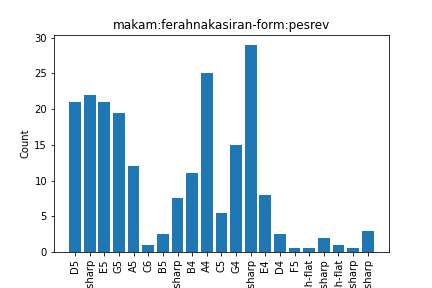 makam:ferahnakasiran-form:pesrev
30
25
20
15
10
5
0
Count
D5
sharp
E5
G5
A5
C6
B5
sharp
B4
A4
C5
G4
sharp
E4
D4
F5
h-flat
sharp
h-flat
sharp
sharp